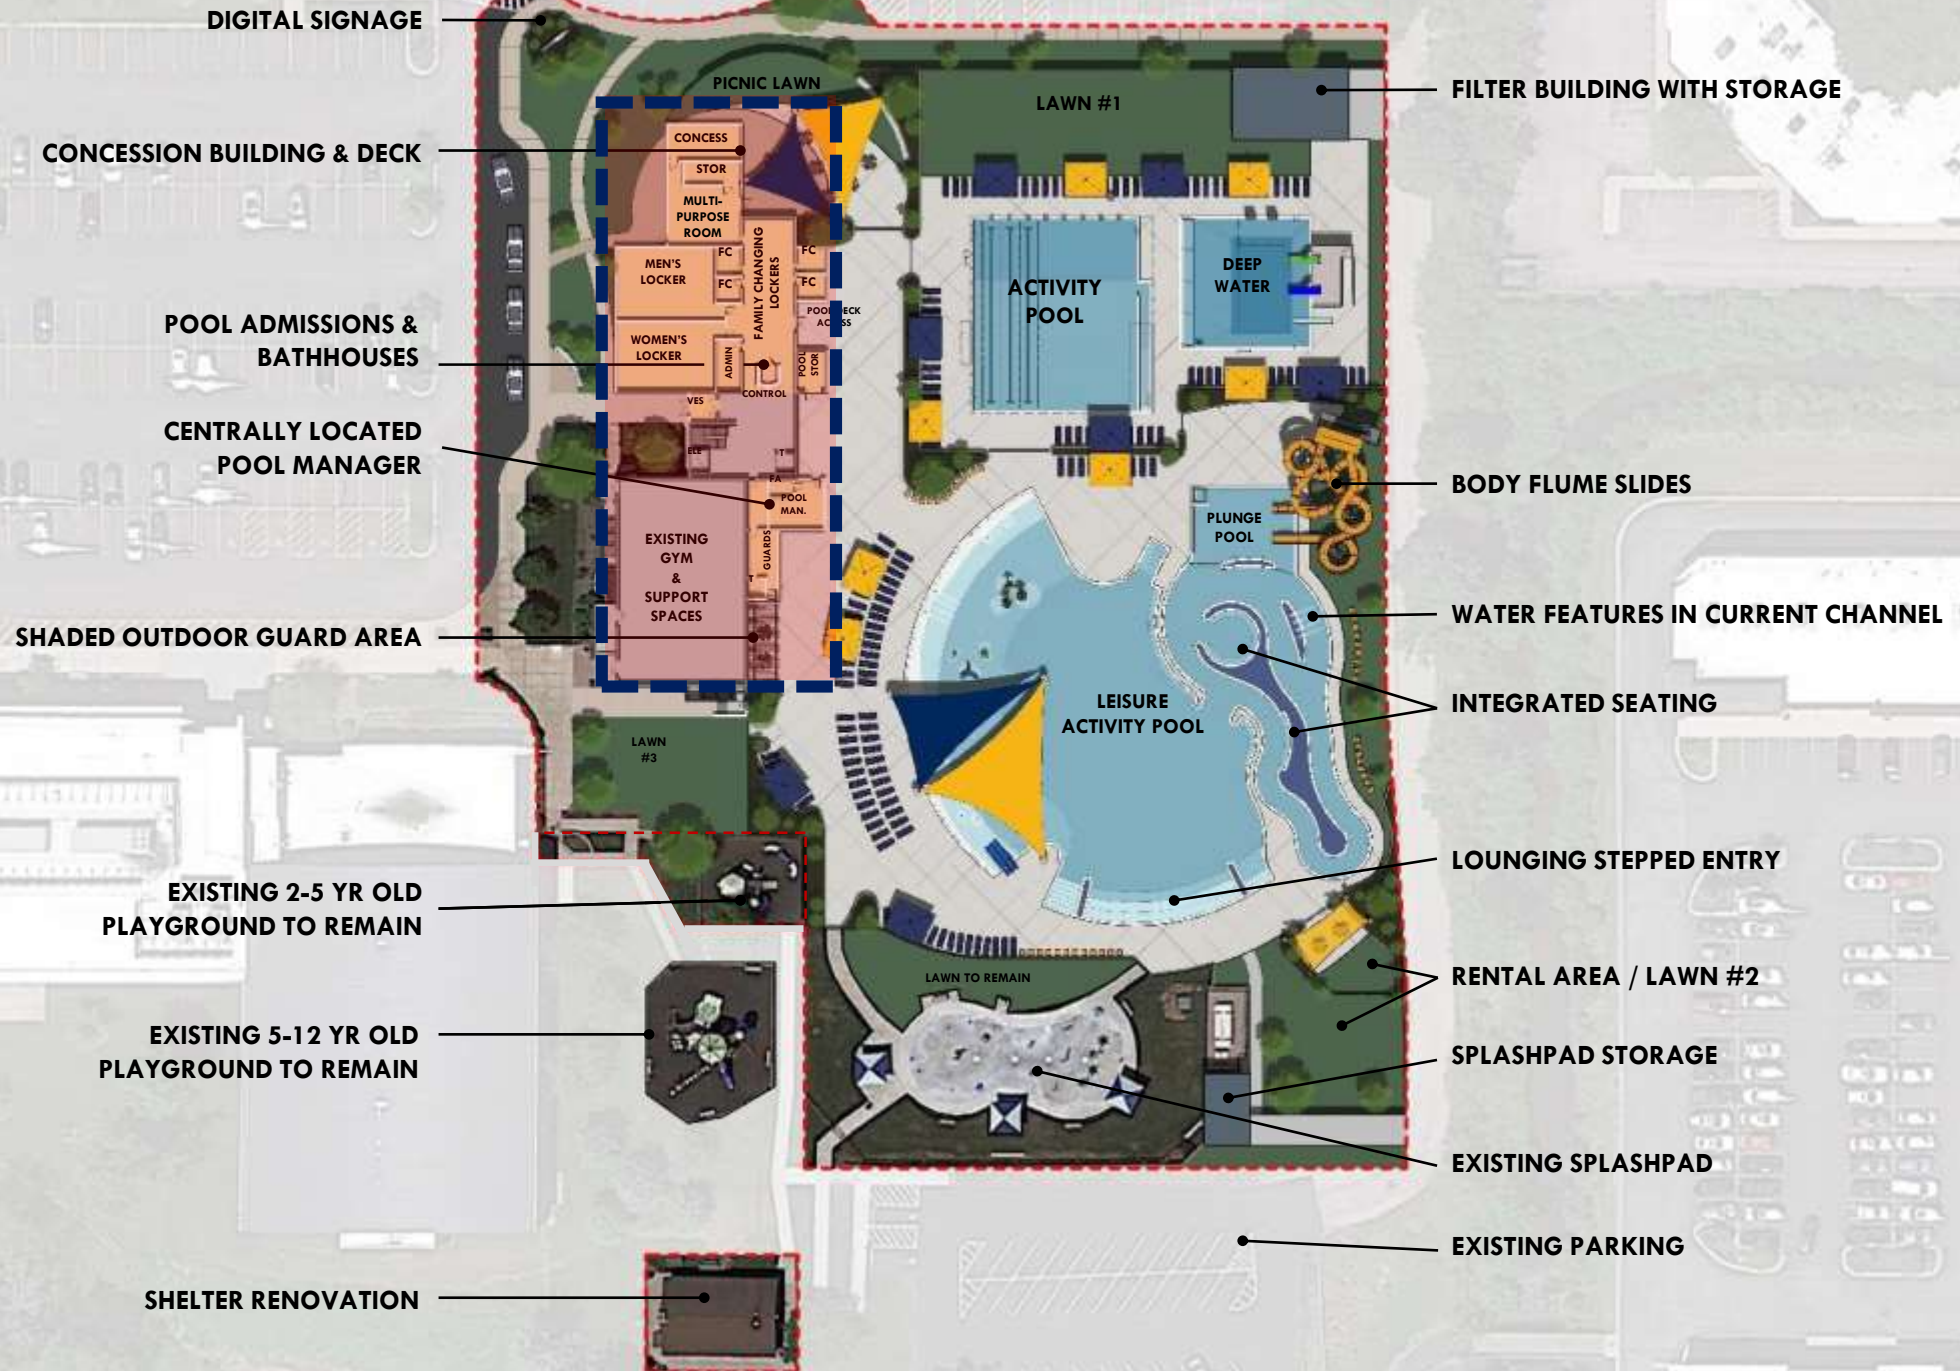 DIGITAL SIGNAGE
CONCESSION BUILDING & DECK
POOL ADMISSIONS &
BATHHOUSES
CENTRALLY LOCATED
POOL MANAGER
SHADED OUTDOOR GUARD AREA
EXISTING 2-5 YR OLD
PLAYGROUND TO REMAIN
EXISTING 5-12 YR OLD
PLAYGROUND TO REMAIN
SHELTER RENOVATION
PICNIC LAWN
CONCESS
STOR
MULTI-
PURPOSE
ROOM
MEN'S
LOCKER
FC
FC
FC
FC
FAMILY CHANGING
LOCKERS
WOMEN'S
LOCKER
ADMIN
POOL DECK
ACCESS
POOL
STOR
CONTROL
VES
ELE
T
FA
POOL
MAN.
GUARDS
T
EXISTING
GYM
&
SUPPORT
SPACES
LAWN
#3
LAWN #1
ACTIVITY
POOL
DEEP
WATER
PLUNGE
POOL
LEISURE
ACTIVITY POOL
LAWN TO REMAIN
FILTER BUILDING WITH STORAGE
BODY FLUME SLIDES
WATER FEATURES IN CURRENT CHANNEL
INTEGRATED SEATING
LOUNGING STEPPED ENTRY
RENTAL AREA / LAWN #2
SPLASHPAD STORAGE
EXISTING SPLASHPAD
EXISTING PARKING